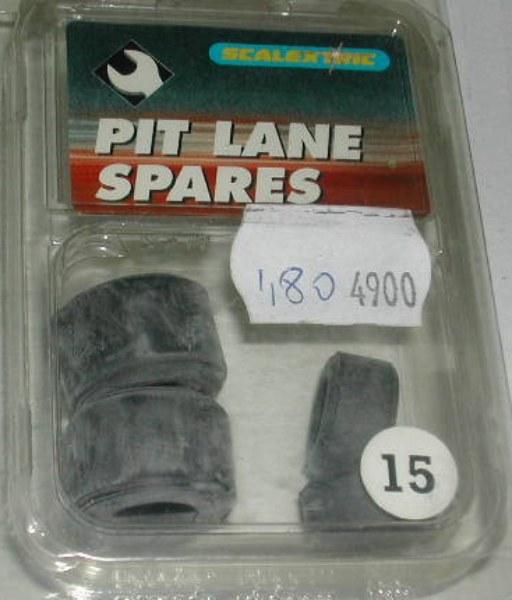 SCALEXTRIC
PIT LANE
SPARES
1,80 4900
15